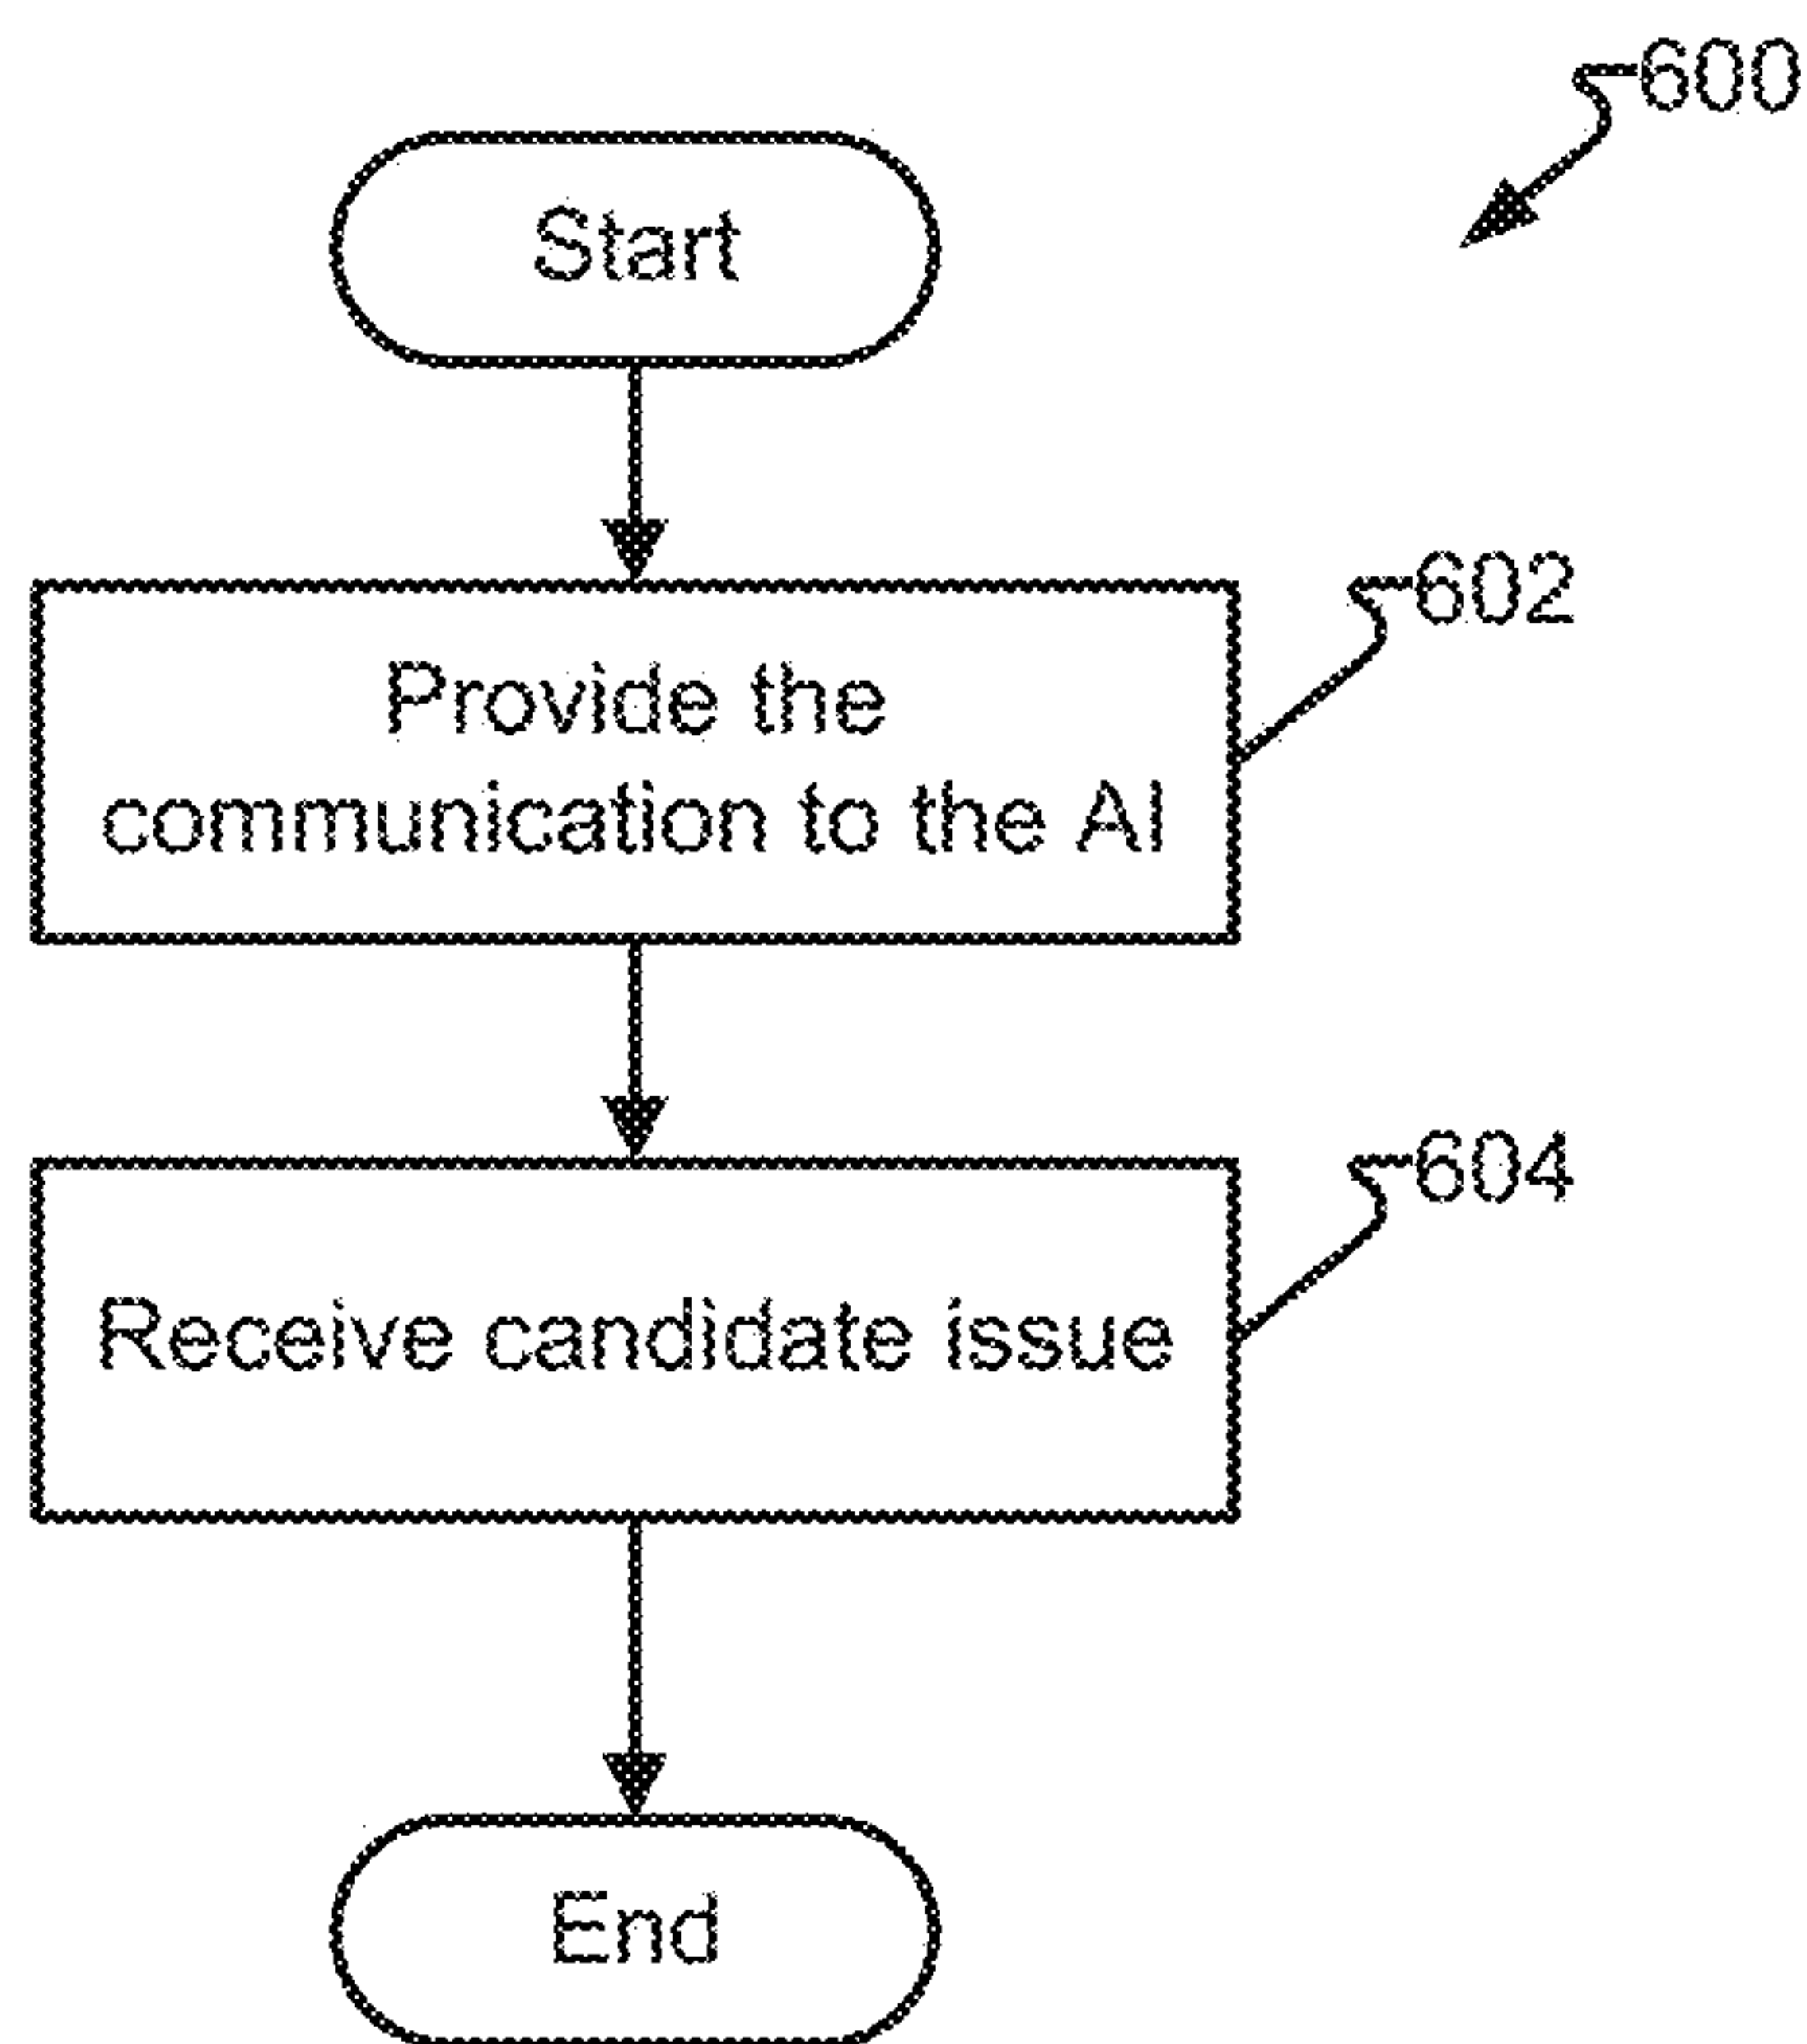 600
Start
602
Provide the
communication to the AI
604
Receive candidate issue
End